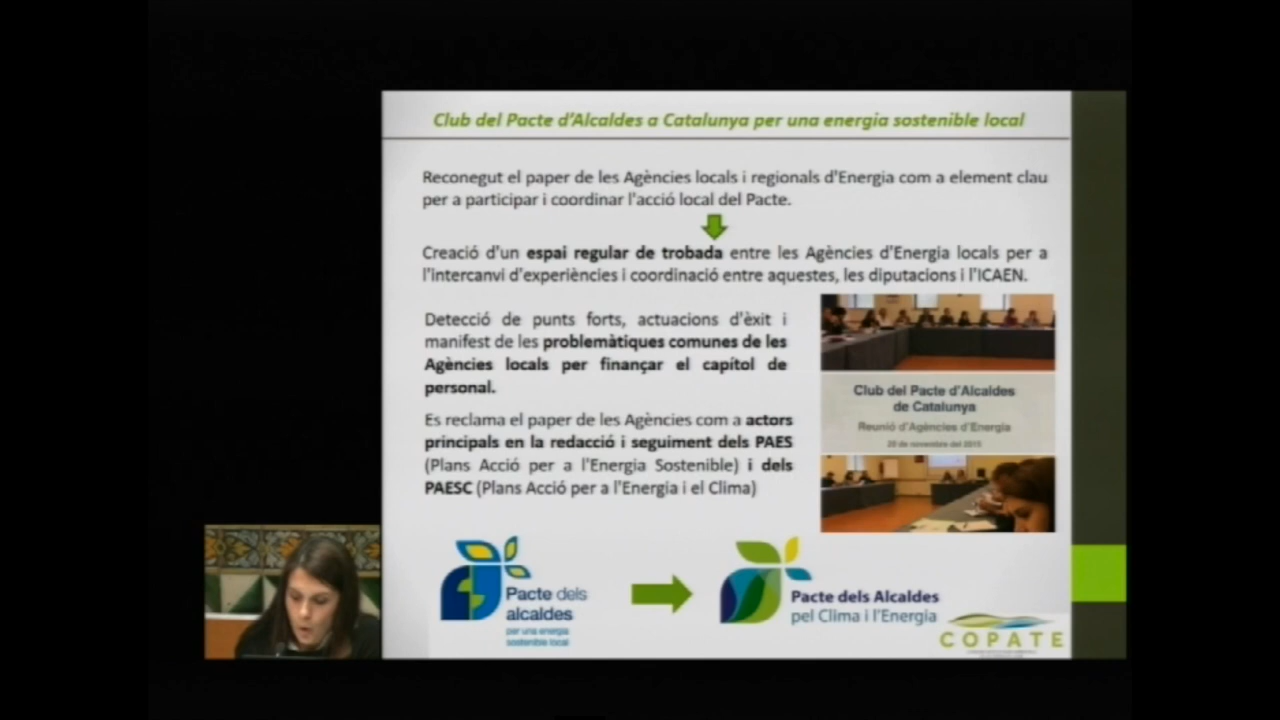 Club del Pacte d'Alcaldes a Catalunya per una energia sostenible local
Reconegut el paper de les Agències locals i regionals d'Energia com a element clau
per a participar i coordinar l'acció local del Pacte.
Creació d'un espai regular de trobada entre les Agències d'Energia locals per a
l'intercanvi d'experiències i coordinació entre aquestes, les diputacions i l'ICAEN.
Detecció de punts forts, actuacions d'èxit i
manifest de les problemàtiques comunes de les
Agències locals per finançar el capítol de
personal.
Es reclama el paper de les Agències com a actors
principals en la redacció i seguiment dels PAES
(Plans Acció per a l'Energia Sostenible) i dels
PAESC (Plans Acció per a l'Energia i el Clima)
Club del Pacte d'Alcaldes
de Catalunya
Reunió d'Agències d'Energia
20 de novembre del 2015
Pacte dels
alcaldes
per una energia
sostenible local
Pacte dels Alcaldes
pel Clima i l'Energia
COPATE